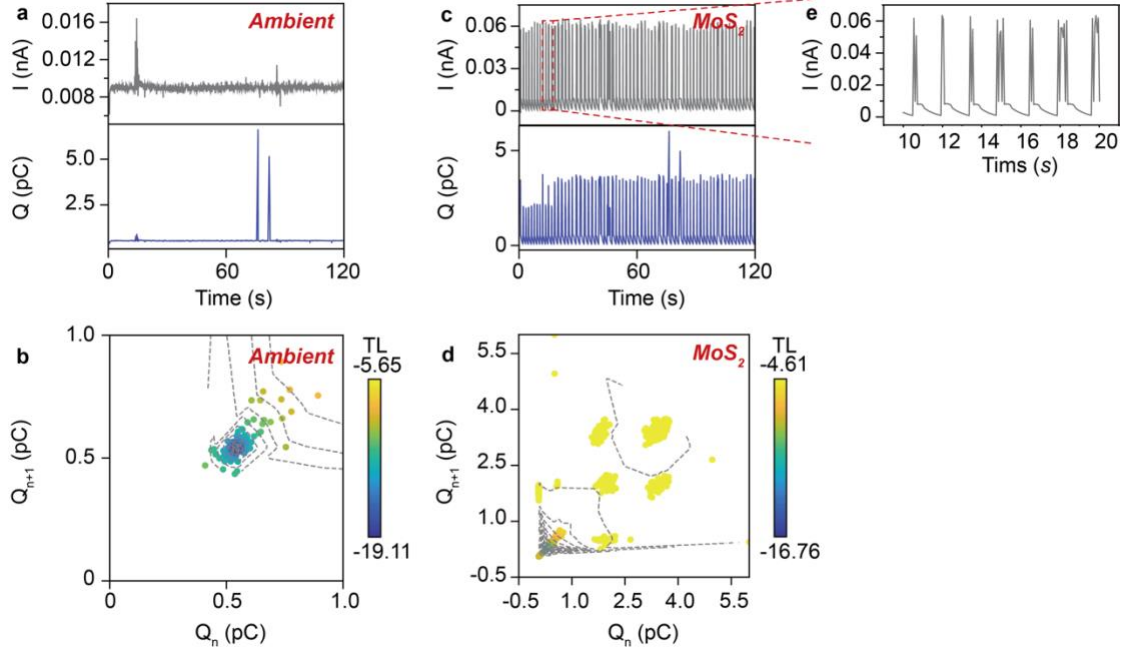 a
Ambient
I (nA)
0.016
0.012
0.008
Q (pC)
5.0
2.5
0 60 120
Time (s)
c
MoS2
I (nA)
0.06
0.03
0
Q (pC)
5
0
0 60 120
Time (s)
e
I (nA)
0.06
0.04
0.02
0
10 12 14 16 18 20
Tims (s)
b
Ambient
Qn+1 (pC)
1.0
0.5
0
0 0.5 1.0
Qn (pC)
TL
-5.65
-19.11
d
MoS2
Qn+1 (pC)
5.5
4.0
2.5
1.0
-0.5
-0.5 1.0 2.5 4.0 5.5
Qn (pC)
TL
-4.61
-16.76